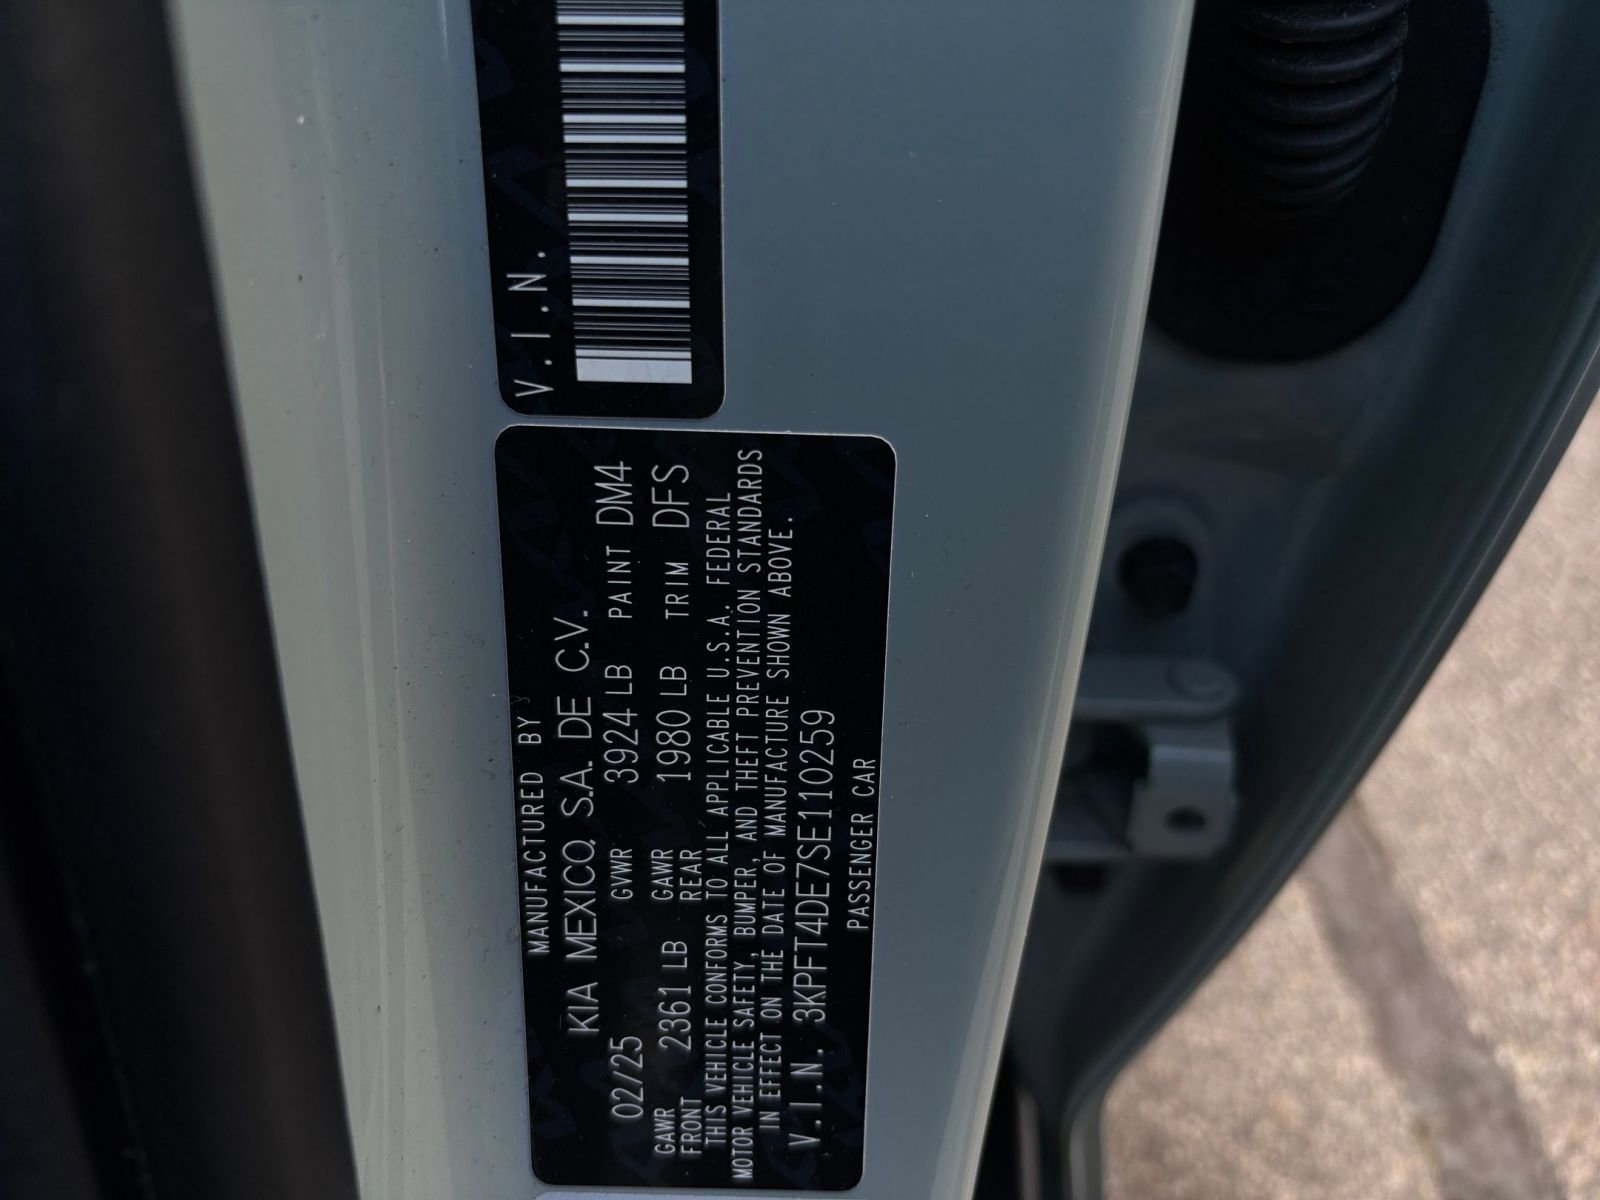 V.I.N.
MANUFACTURED BY
KIA MEXICO, S.A. DE C.V.
02/25 GVWR 3924 LB PAINT DM4
GAWR FRONT 2361 LB GAWR REAR 1980 LB TRIM DFS
THIS VEHICLE CONFORMS TO ALL APPLICABLE U.S.A. FEDERAL
MOTOR VEHICLE SAFETY, BUMPER, AND THEFT PREVENTION STANDARDS
IN EFFECT ON THE DATE OF MANUFACTURE SHOWN ABOVE.
V.I.N. 3KPFT4DE7SE110259
PASSENGER CAR